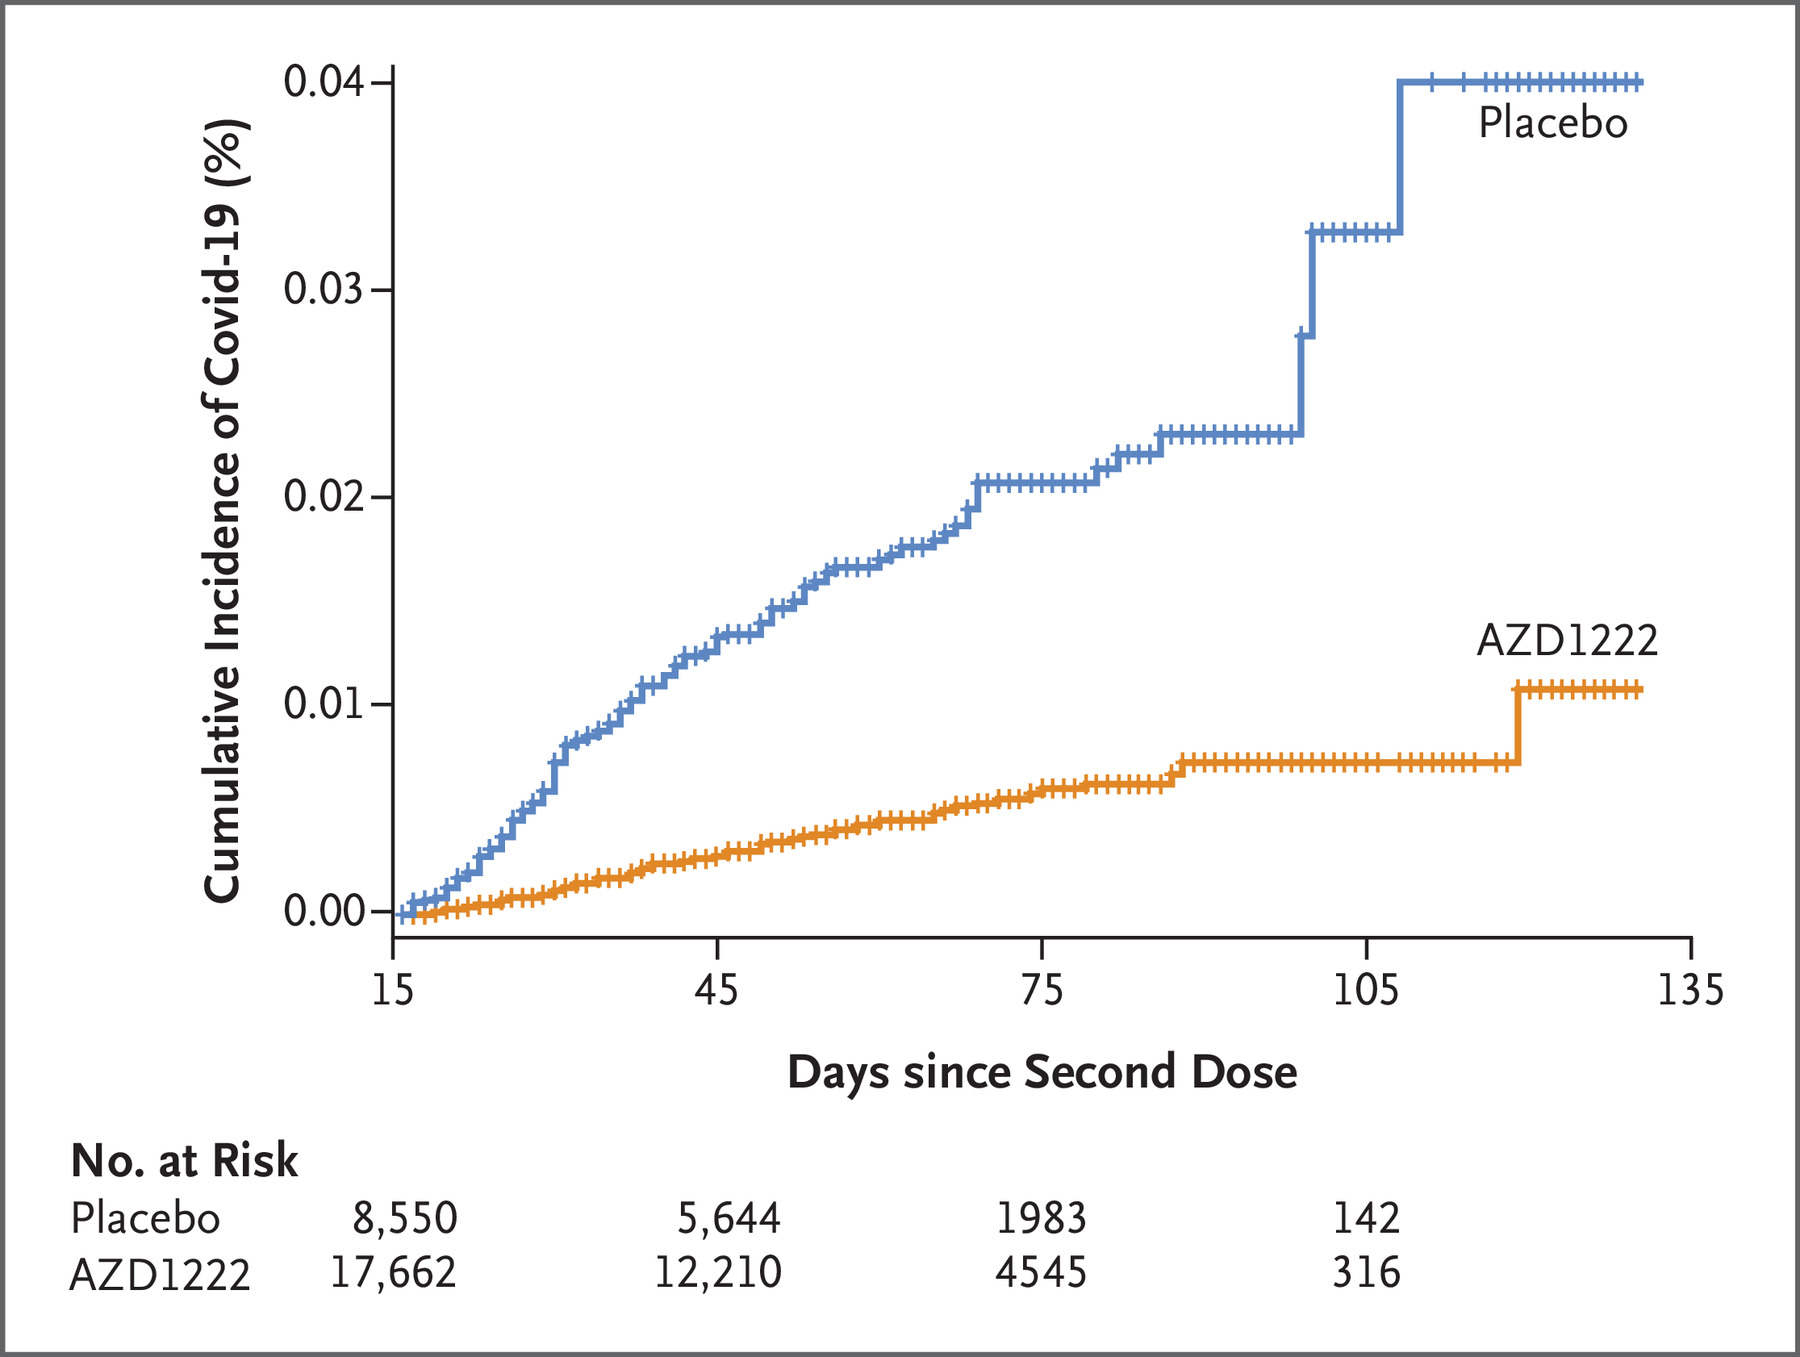 Cumulative Incidence of Covid-19 (%)
0.04
0.03
0.02
0.01
0.00
Placebo
AZD1222
15 45 75 105 135
Days since Second Dose
No. at Risk
Placebo 8,550 5,644 1983 142
AZD1222 17,662 12,210 4545 316